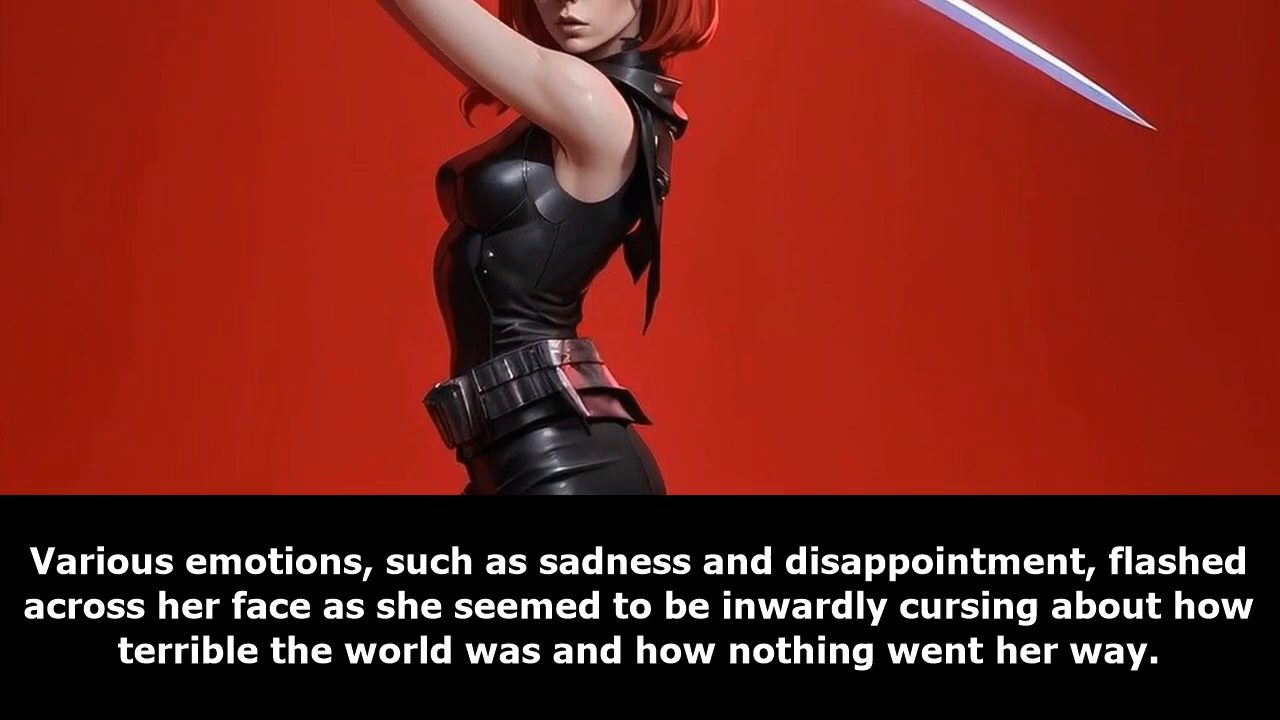 Various emotions, such as sadness and disappointment, flashed
across her face as she seemed to be inwardly cursing about how
terrible the world was and how nothing went her way.